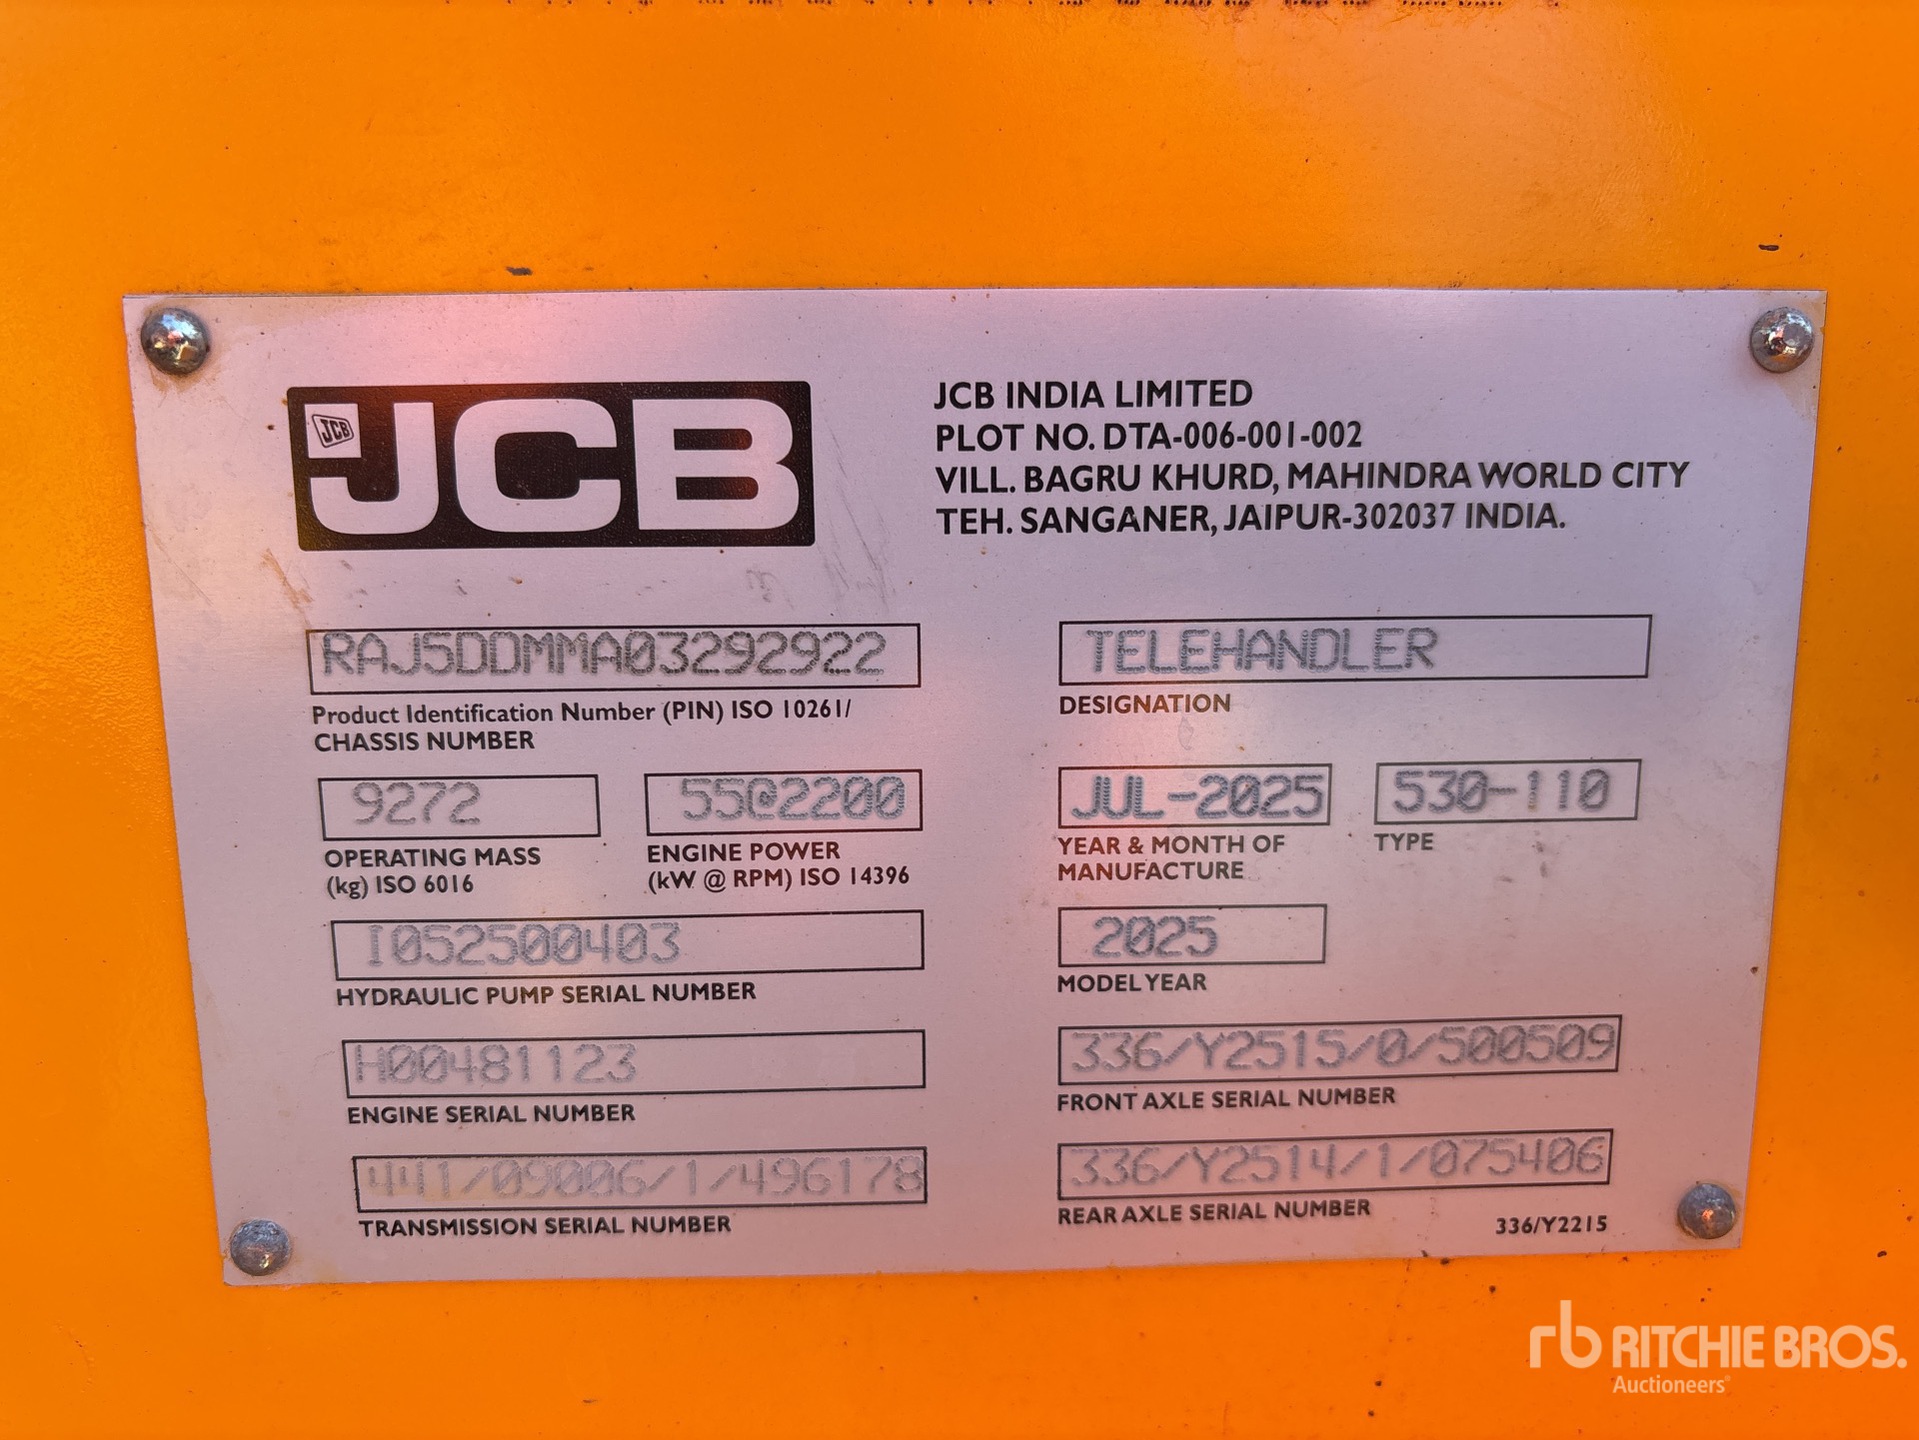 JCB
JCB
JCB INDIA LIMITED
PLOT NO. DTA-006-001-002
VILL. BAGRU KHURD, MAHINDRA WORLD CITY
TEH. SANGANER, JAIPUR-302037 INDIA.
RAJ5DDMMA03292922
Product Identification Number (PIN) ISO 10261/
CHASSIS NUMBER
TELEHANDLER
DESIGNATION
9272
OPERATING MASS
(kg) ISO 6016
55@2200
ENGINE POWER
(kW @ RPM) ISO 14396
JUL-2025
YEAR & MONTH OF
MANUFACTURE
530-110
TYPE
I052500403
HYDRAULIC PUMP SERIAL NUMBER
2025
MODEL YEAR
H00481123
ENGINE SERIAL NUMBER
336/Y2515/0/500509
FRONT AXLE SERIAL NUMBER
441/09006/1/496178
TRANSMISSION SERIAL NUMBER
336/Y2514/1/075406
REAR AXLE SERIAL NUMBER
336/Y2215
rb RITCHIE BROS.
Auctioneers®